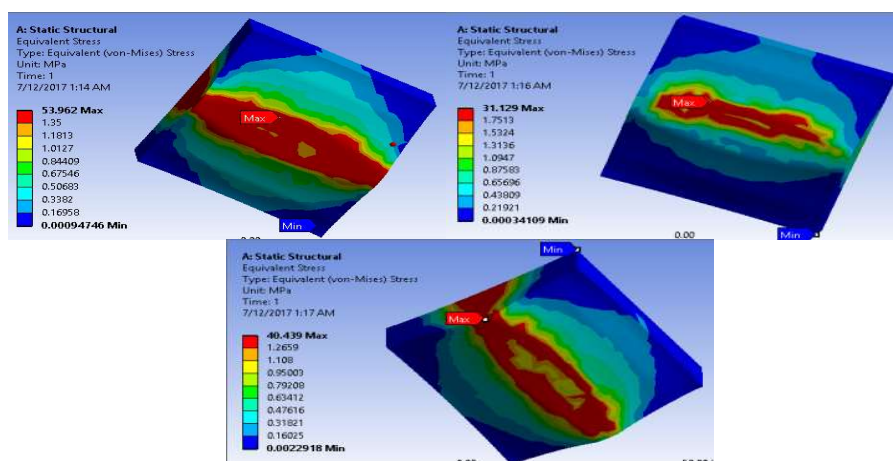 A: Static Structural
Equivalent Stress
Type: Equivalent (von-Mises) Stress
Unit: MPa
Time: 1
7/12/2017 1:14 AM
53.962 Max
1.35
1.1813
1.0127
0.84409
0.67546
0.50683
0.3382
0.16958
0.00094746 Min
Max
Min
0.00
A: Static Structural
Equivalent Stress
Type: Equivalent (von-Mises) Stress
Unit: MPa
Time: 1
7/12/2017 1:16 AM
31.129 Max
1.7513
1.5324
1.3136
1.0947
0.87583
0.65696
0.43809
0.21921
0.00034109 Min
Max
Min
0.00
A: Static Structural
Equivalent Stress
Type: Equivalent (von-Mises) Stress
Unit: MPa
Time: 1
7/12/2017 1:17 AM
40.439 Max
1.2659
1.108
0.95003
0.79208
0.63412
0.47616
0.31821
0.16025
0.0022918 Min
Min
Max